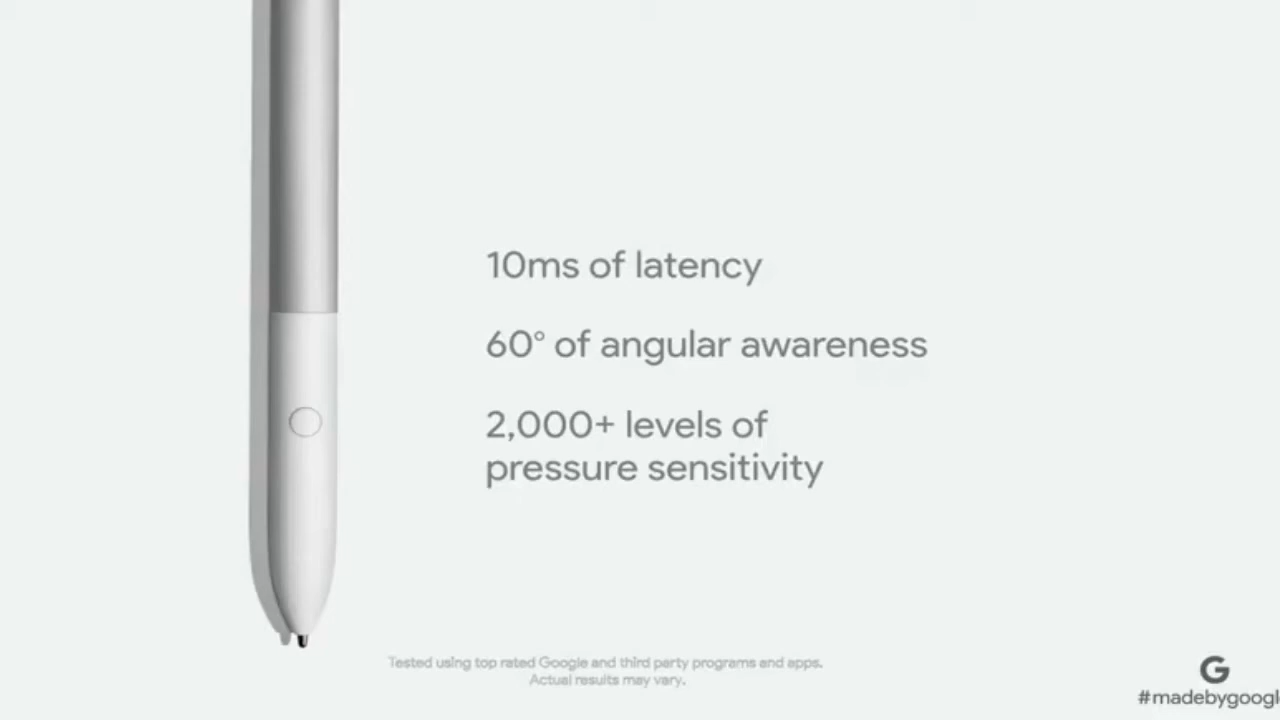 10ms of latency
60° of angular awareness
2,000+ levels of
pressure sensitivity
Tested using top rated Google and third party programs and apps.
Actual results may vary.
G
#madebygoogl